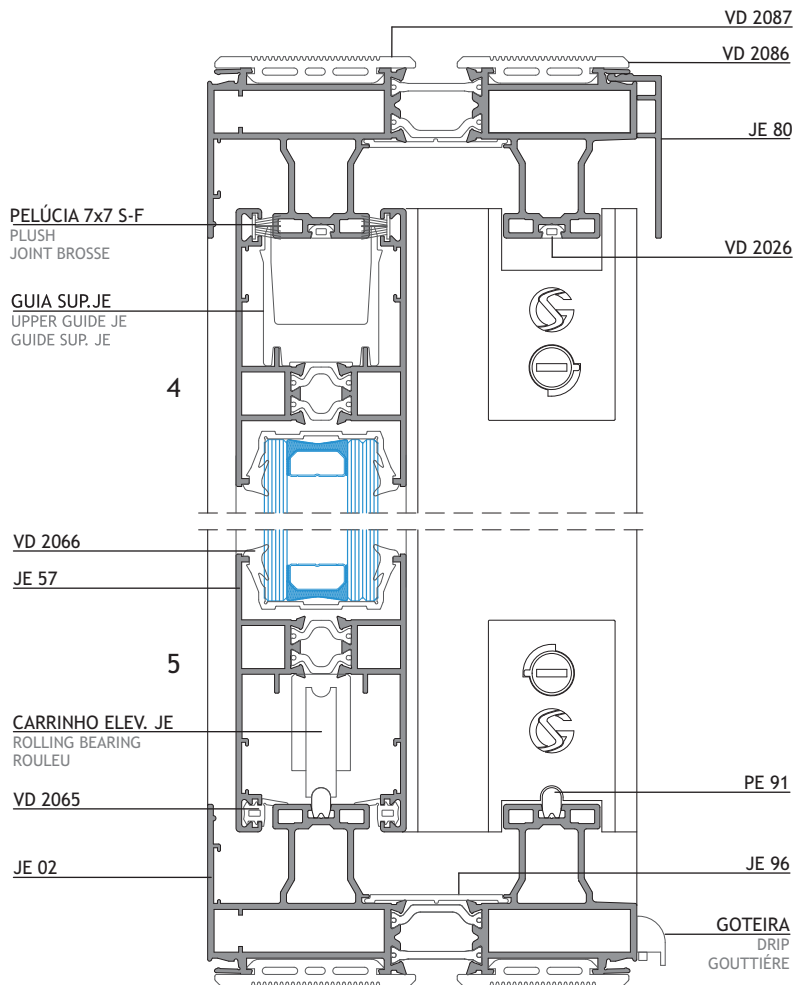 VD 2087
VD 2086
JE 80
PELÚCIA 7x7 S-F
PLUSH
JOINT BROSSE
VD 2026
GUIA SUP.JE
UPPER GUIDE JE
GUIDE SUP. JE
4
VD 2066
JE 57
5
CARRINHO ELEV. JE
ROLLING BEARING
ROULEU
PE 91
VD 2065
JE 02
JE 96
GOTEIRA
DRIP
GOUTTIÉRE